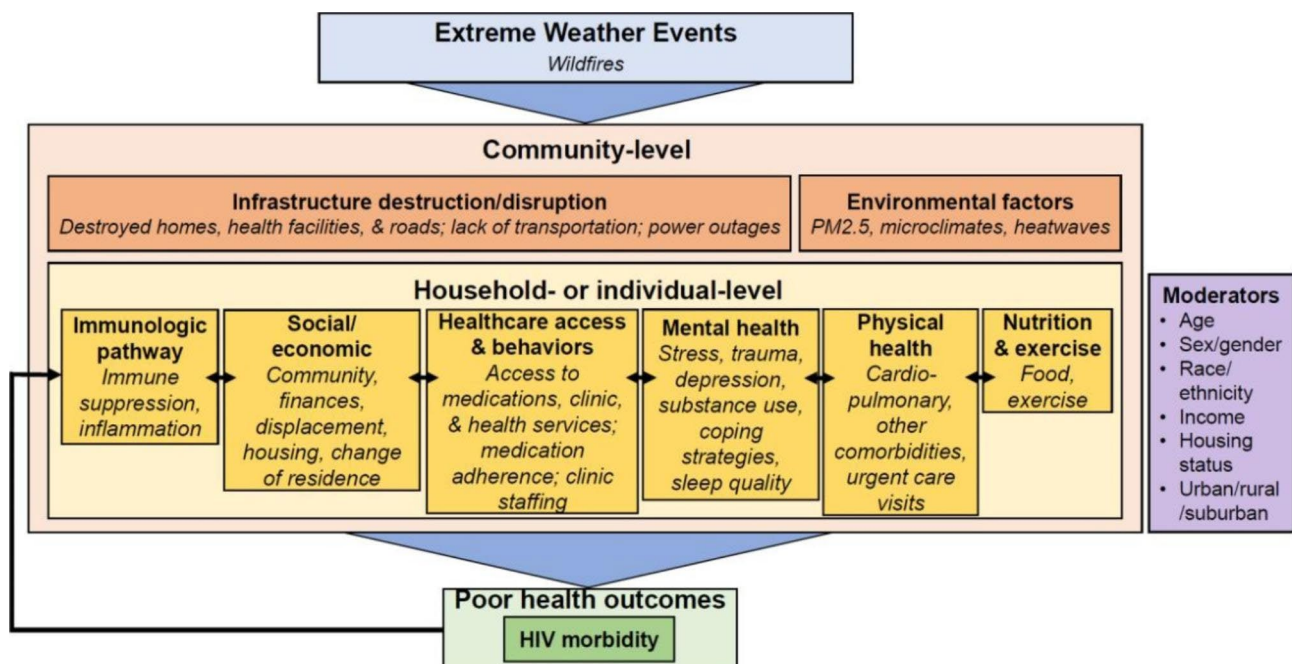 Extreme Weather Events
Wildfires
Community-level
Infrastructure destruction/disruption
Destroyed homes, health facilities, & roads; lack of transportation; power outages
Environmental factors
PM2.5, microclimates, heatwaves
Household- or individual-level
Immunologic
pathway
Immune
suppression,
inflammation
Social/
economic
Community,
finances,
displacement,
housing, change
of residence
Healthcare access
& behaviors
Access to
medications, clinic,
& health services;
medication
adherence; clinic
staffing
Mental health
Stress, trauma,
depression,
substance use,
coping
strategies,
sleep quality
Physical
health
Cardio-
pulmonary,
other
comorbidities,
urgent care
visits
Nutrition
& exercise
Food,
exercise
Moderators
• Age
• Sex/gender
• Race/
ethnicity
• Income
• Housing
status
• Urban/rural
/suburban
Poor health outcomes
HIV morbidity